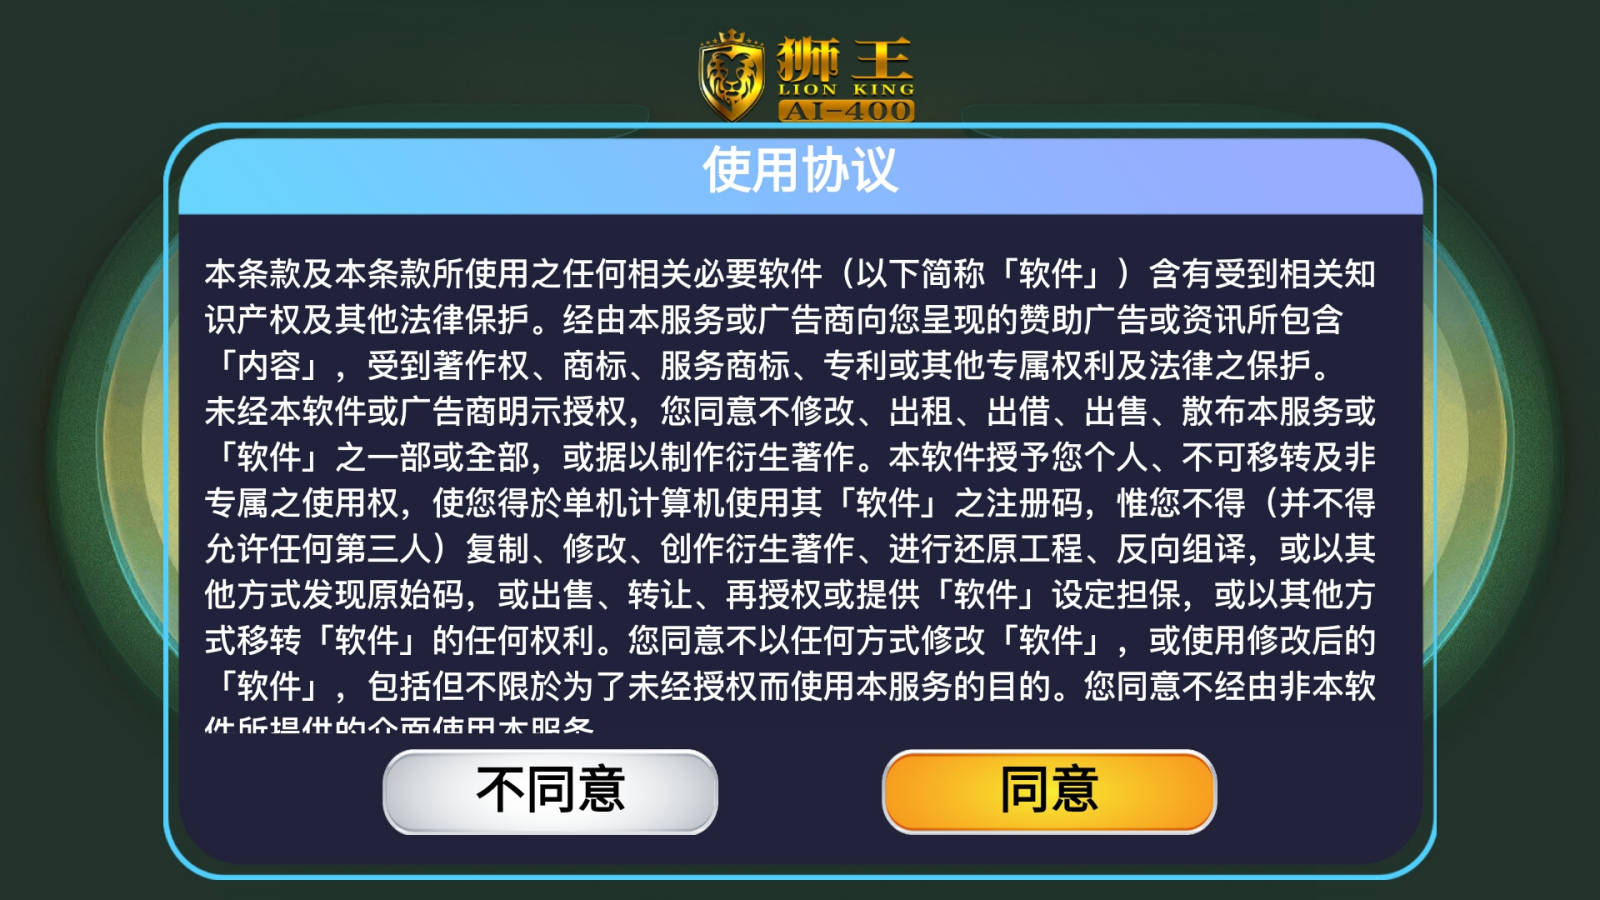 狮王
LION KING
AI-400
使用协议
本条款及本条款所使用之任何相关必要软件（以下简称「软件」）含有受到相关知
识产权及其他法律保护。经由本服务或广告商向您呈现的赞助广告或资讯所包含
「内容」，受到著作权、商标、服务商标、专利或其他专属权利及法律之保护。
未经本软件或广告商明示授权，您同意不修改、出租、出借、出售、散布本服务或
「软件」之一部或全部，或据以制作衍生著作。本软件授予您个人、不可移转及非
专属之使用权，使您得於单机计算机使用其「软件」之注册码，惟您不得（并不得
允许任何第三人）复制、修改、创作衍生著作、进行还原工程、反向组译，或以其
他方式发现原始码，或出售、转让、再授权或提供「软件」设定担保，或以其他方
式移转「软件」的任何权利。您同意不以任何方式修改「软件」，或使用修改后的
「软件」，包括但不限於为了未经授权而使用本服务的目的。您同意不经由非本软
件所提供的介面使用本服务
不同意
同意